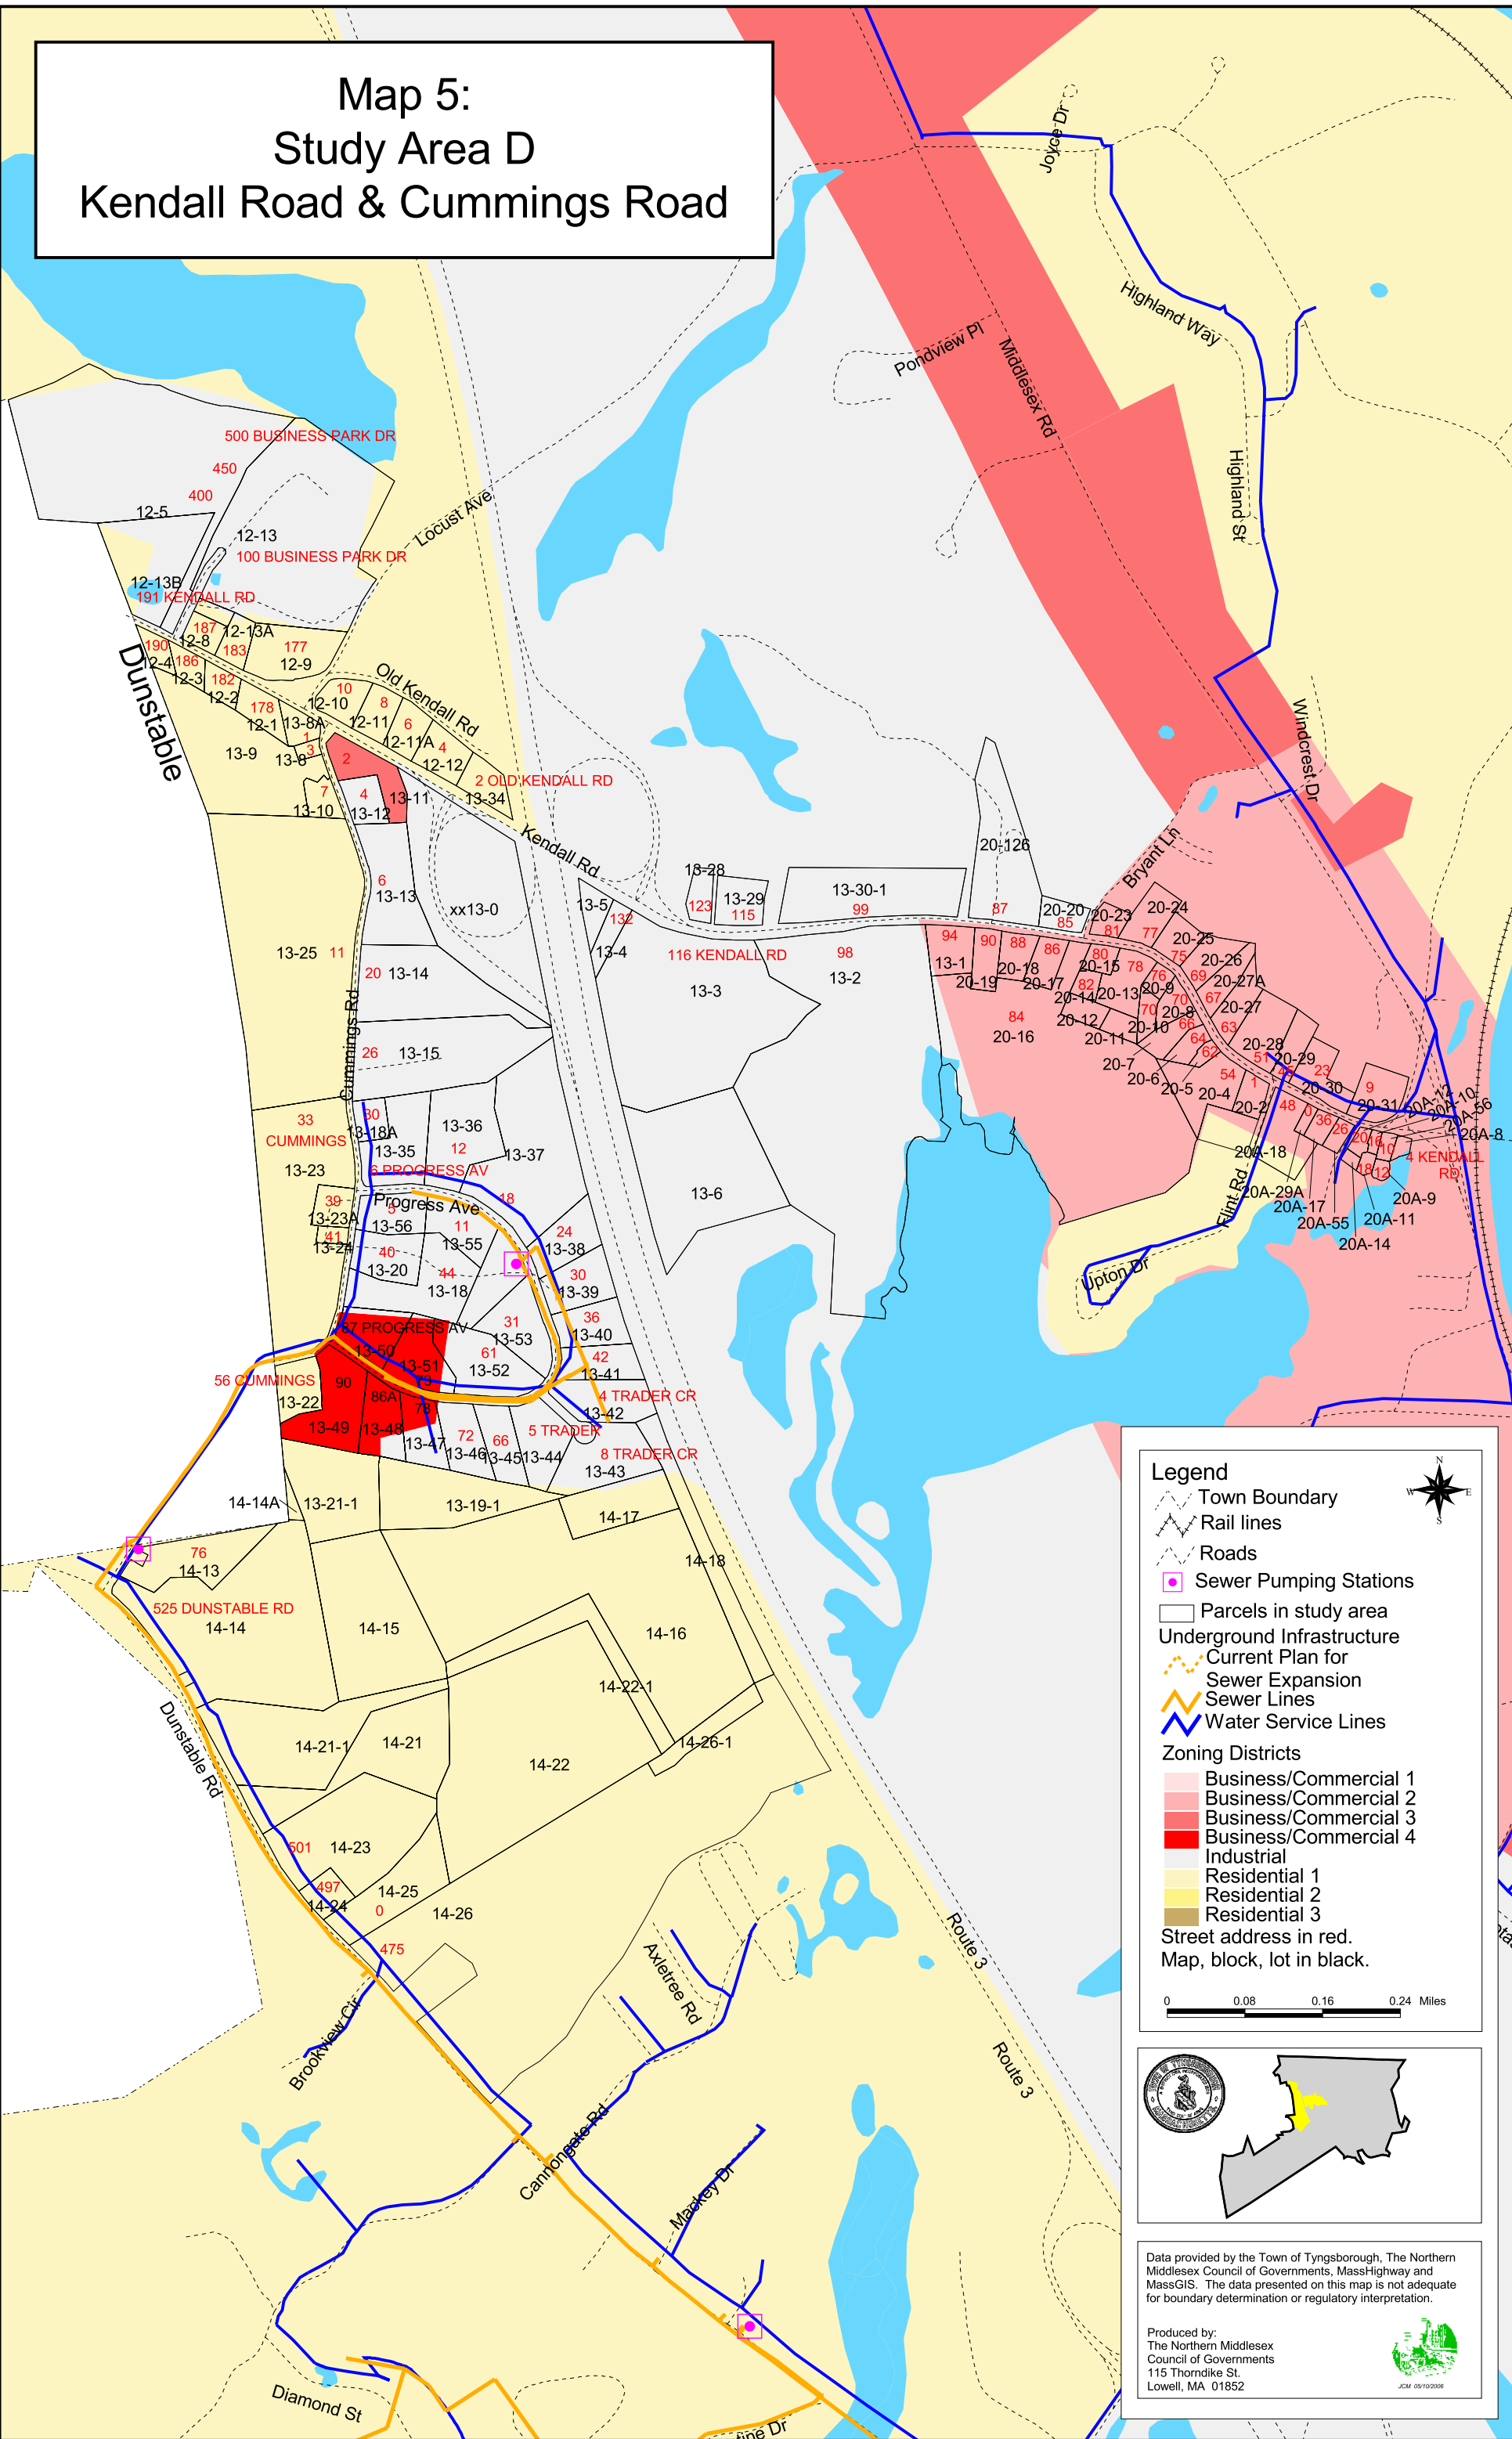 Map 5:
Study Area D
Kendall Road & Cummings Road
Joyce Dr
Highland Way
Pondview Pl
Middlesex Rd
Highland St
500 BUSINESS PARK DR
450
400
12-5
Locust Ave
12-13
100 BUSINESS PARK DR
12-13B
191 KENDALL RD
187
12-13A
12-8
183
177
12-9
190
12-4
186
12-3
182
12-2
Dunstable
Old Kendall Rd
10
12-10
8
12-11
6
12-11A
4
12-12
178
12-1
13-8A
1
3
13-8
13-9
2
2 OLD KENDALL RD
13-34
7
13-10
4
13-12
13-11
Windcrest Dr
Kendall Rd
Bryant Ln
20-126
6
13-13
xx13-0
13-5
132
13-4
13-28
123
13-29
115
13-30-1
99
87
20-20
85
20-23
81
20-24
77
20-25
75
20-26
69
20-27A
67
20-27
63
13-25
11
20
13-14
116 KENDALL RD
98
13-2
13-3
94
13-1
90
20-19
88
20-18
86
20-17
80
20-15
82
20-14
78
20-13
76
20-9
70
20-8
70
20-10
66
64
62
84
20-16
20-12
20-11
20-7
20-6
20-5
54
20-4
1
20-2
20-28
51
20-29
45
23
20-30
9
20-31
Cummings Rd
26
13-15
33
CUMMINGS
13-23
30
13-18A
13-35
13-36
12
13-37
6 PROGRESS AV
18
Progress Ave
5
13-56
11
13-55
39
13-23A
41
13-24
40
13-20
44
13-18
24
13-38
30
13-39
36
13-40
42
13-41
13-6
48
0
36
26
20
16
10
18
12
20A-12
20A-10
20A-56
20A-8
4 KENDALL
RD
20A-18
20A-29A
20A-17
20A-55
20A-14
20A-11
20A-9
Flint Rd
Upton Dr
87 PROGRESS AV
13-50
13-51
73
31
13-53
61
13-52
56 CUMMINGS
13-22
90
13-49
86A
13-48
78
13-47
72
13-46
66
13-45
13-44
4 TRADER CR
13-42
5 TRADER
8 TRADER CR
13-43
14-14A
13-21-1
13-19-1
14-17
14-18
76
14-13
525 DUNSTABLE RD
14-14
14-15
14-16
14-22-1
14-26-1
Dunstable Rd
14-21-1
14-21
14-22
501
14-23
497
14-24
14-25
0
14-26
475
Brookview Cir
Axletree Rd
Cannongate Rd
Mackey Dr
Diamond St
Route 3
Route 3
Legend
N
W
E
S
Town Boundary
Rail lines
Roads
Sewer Pumping Stations
Parcels in study area
Underground Infrastructure
Current Plan for
Sewer Expansion
Sewer Lines
Water Service Lines
Zoning Districts
Business/Commercial 1
Business/Commercial 2
Business/Commercial 3
Business/Commercial 4
Industrial
Residential 1
Residential 2
Residential 3
Street address in red.
Map, block, lot in black.
0 0.08 0.16 0.24 Miles
Data provided by the Town of Tyngsborough, The Northern
Middlesex Council of Governments, MassHighway and
MassGIS. The data presented on this map is not adequate
for boundary determination or regulatory interpretation.
Produced by:
The Northern Middlesex
Council of Governments
115 Thorndike St.
Lowell, MA 01852
JCM 05/10/2006